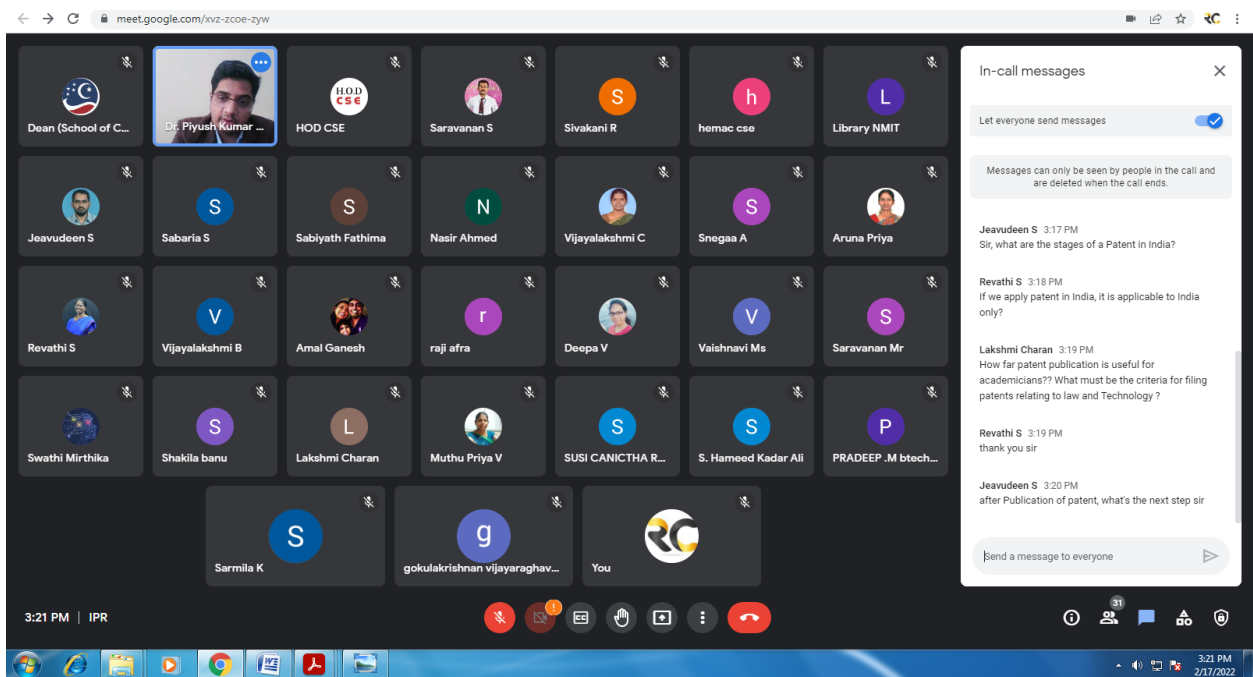 meet.google.com/xvz-zcoe-zyw
RC
Dean (School of C...
Dr. Piyush Kumar ...
H.O.D
CSE
HOD CSE
Saravanan S
S
Sivakani R
h
hemac cse
L
Library NMIT
Jeavudeen S
S
Sabaria S
S
Sabiyath Fathima
N
Nasir Ahmed
Vijayalakshmi C
S
Snegaa A
Aruna Priya
Revathi S
V
Vijayalakshmi B
Amal Ganesh
r
raji afra
Deepa V
V
Vaishnavi Ms
S
Saravanan Mr
Swathi Mirthika
S
Shakila banu
L
Lakshmi Charan
Muthu Priya V
S
SUSI CANICTHA R...
S
S. Hameed Kadar Ali
P
PRADEEP .M btech...
S
Sarmila K
g
gokulakrishnan vijayaraghav...
RC
You
In-call messages
Let everyone send messages
Messages can only be seen by people in the call and
are deleted when the call ends.
Jeavudeen S 3:17 PM
Sir, what are the stages of a Patent in India?
Revathi S 3:18 PM
If we apply patent in India, it is applicable to India
only?
Lakshmi Charan 3:19 PM
How far patent publication is useful for
academicians?? What must be the criteria for filing
patents relating to law and Technology ?
Revathi S 3:19 PM
thank you sir
Jeavudeen S 3:20 PM
after Publication of patent, what's the next step sir
Send a message to everyone
3:21 PM | IPR
!
CC
31
W
3:21 PM
2/17/2022